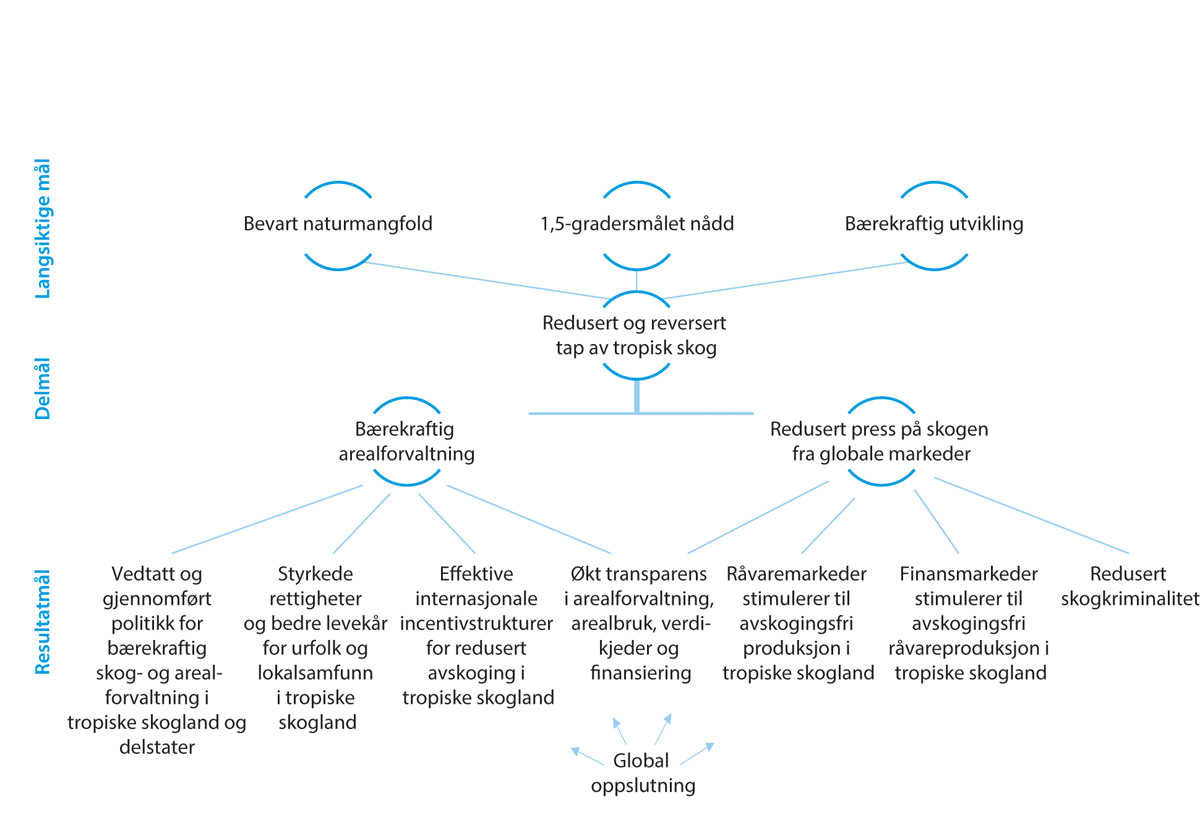 Langsiktige mål
Bevart naturmangfold
1,5-gradersmålet nådd
Bærekraftig utvikling
Redusert og reversert
tap av tropisk skog
Delmål
Bærekraftig
arealforvaltning
Redusert press på skogen
fra globale markeder
Resultatmål
Vedtatt og
gjennomført
politikk for
bærekraftig
skog- og areal-
forvaltning i
tropiske skogland og
delstater
Styrkede
rettigheter
og bedre levekår
for urfolk og
lokalsamfunn
i tropiske
skogland
Effektive
internasjonale
incentivstrukturer
for redusert
avskoging i
tropiske skogland
Økt transparens
i arealforvaltning,
arealbruk, verdi-
kjeder og
finansiering
Råvaremarkeder
stimulerer til
avskogingsfri
produksjon i
tropiske skogland
Finansmarkeder
stimulerer til
avskogingsfri
råvareproduksjon i
tropiske skogland
Redusert
skogkriminalitet
Global
oppslutning